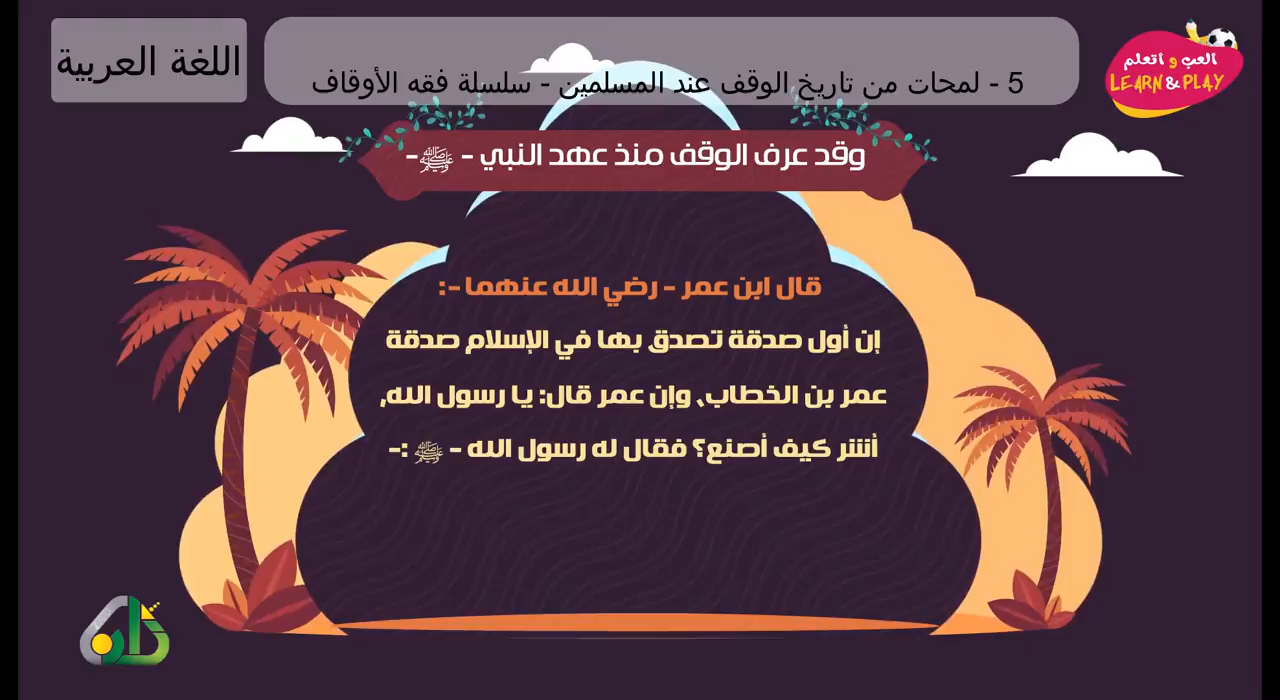 اللغة العربية
5 - لمحات من تاريخ الوقف عند المسلمين - سلسلة فقه الأوقاف
العب و اتعلم
LEARN & PLAY
وقد عرف الوقف منذ عهد النبي - ﷺ -
قال ابن عمر - رضي الله عنهما -:
إن أول صدقة تصدق بها في الإسلام صدقة
عمر بن الخطاب، وإن عمر قال: يا رسول الله،
أشر كيف أصنع؟ فقال له رسول الله - ﷺ -: